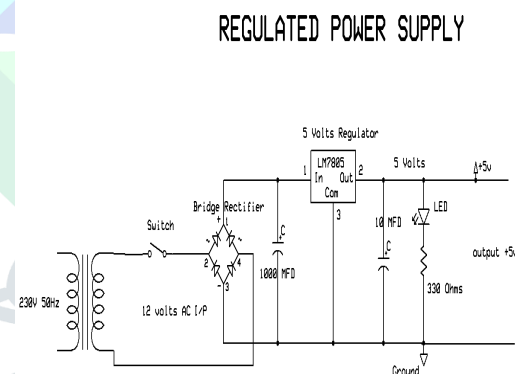 REGULATED POWER SUPPLY
5 Volts Regulator
LM7805
1 In Out 2
Com
3
5 Volts
+5v
Bridge Rectifier
Switch
LED
C
10 MFD
C
1000 MFD
+ 1
~ ~
2 4
- 3
output +5v
330 Ohms
230V 50Hz
12 volts AC I/P
Ground